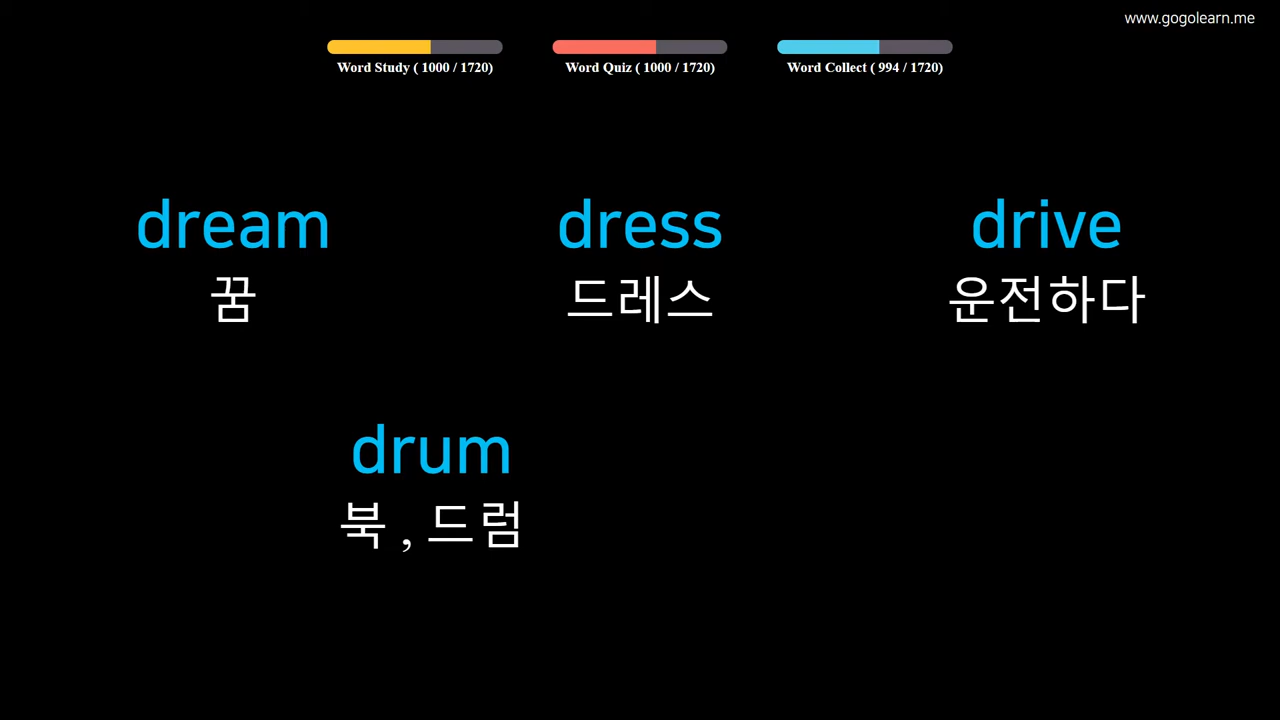 www.gogolearn.me
Word Study ( 1000 / 1720)
Word Quiz ( 1000 / 1720)
Word Collect ( 994 / 1720)
dream
꿈
dress
드레스
drive
운전하다
drum
북 , 드럼